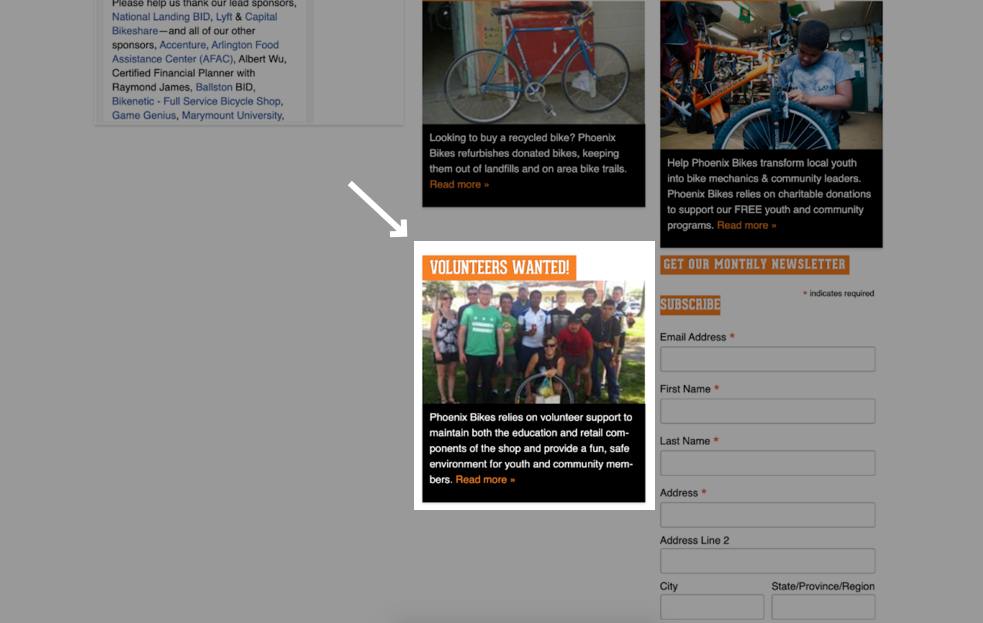 Please help us thank our lead sponsors,
National Landing BID, Lyft & Capital
Bikeshare—and all of our other
sponsors, Accenture, Arlington Food
Assistance Center (AFAC), Albert Wu,
Certified Financial Planner with
Raymond James, Ballston BID,
Bikenetic - Full Service Bicycle Shop,
Game Genius, Marymount University,
Looking to buy a recycled bike? Phoenix
Bikes refurbishes donated bikes, keeping
them out of landfills and on area bike trails.
Read more »
VOLUNTEERS WANTED!
Phoenix Bikes relies on volunteer support to
maintain both the education and retail com-
ponents of the shop and provide a fun, safe
environment for youth and community mem-
bers. Read more »
Help Phoenix Bikes transform local youth
into bike mechanics & community leaders.
Phoenix Bikes relies on charitable donations
to support our FREE youth and community
programs. Read more »
GET OUR MONTHLY NEWSLETTER
* indicates required
SUBSCRIBE
Email Address *
First Name *
Last Name *
Address *
Address Line 2
City State/Province/Region